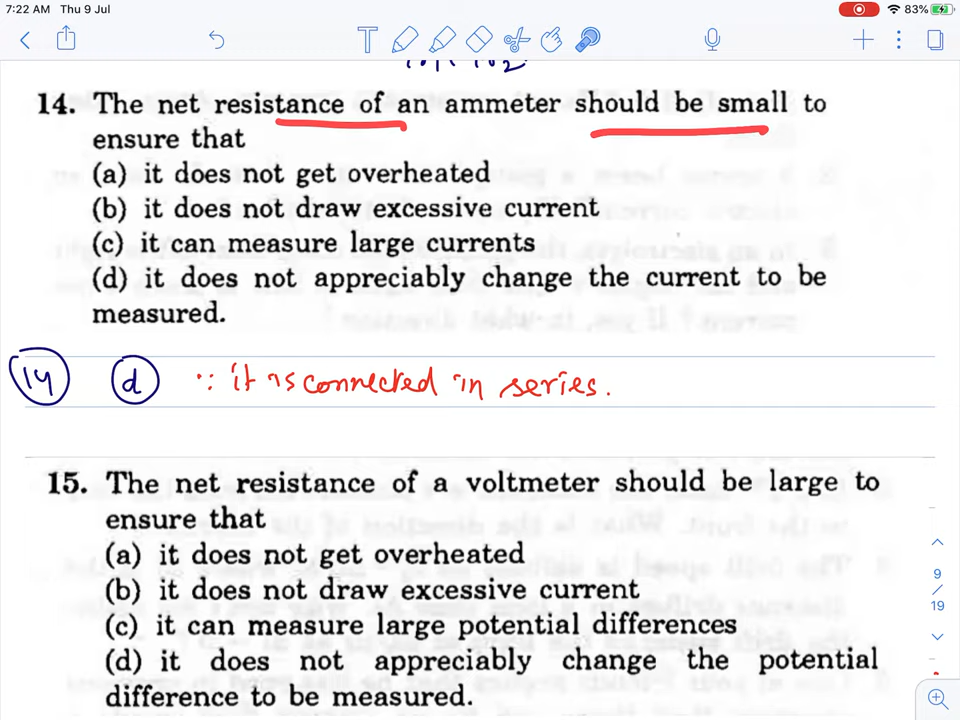 7:22 AM Thu 9 Jul
83%
T
14. The net resistance of an ammeter should be small to
ensure that
(a) it does not get overheated
(b) it does not draw excessive current
(c) it can measure large currents
(d) it does not appreciably change the current to be
measured.
14 d ∵ it is connected in series.
15. The net resistance of a voltmeter should be large to
ensure that
(a) it does not get overheated
(b) it does not draw excessive current
(c) it can measure large potential differences
(d) it does not appreciably change the potential
difference to be measured.
9
/
19